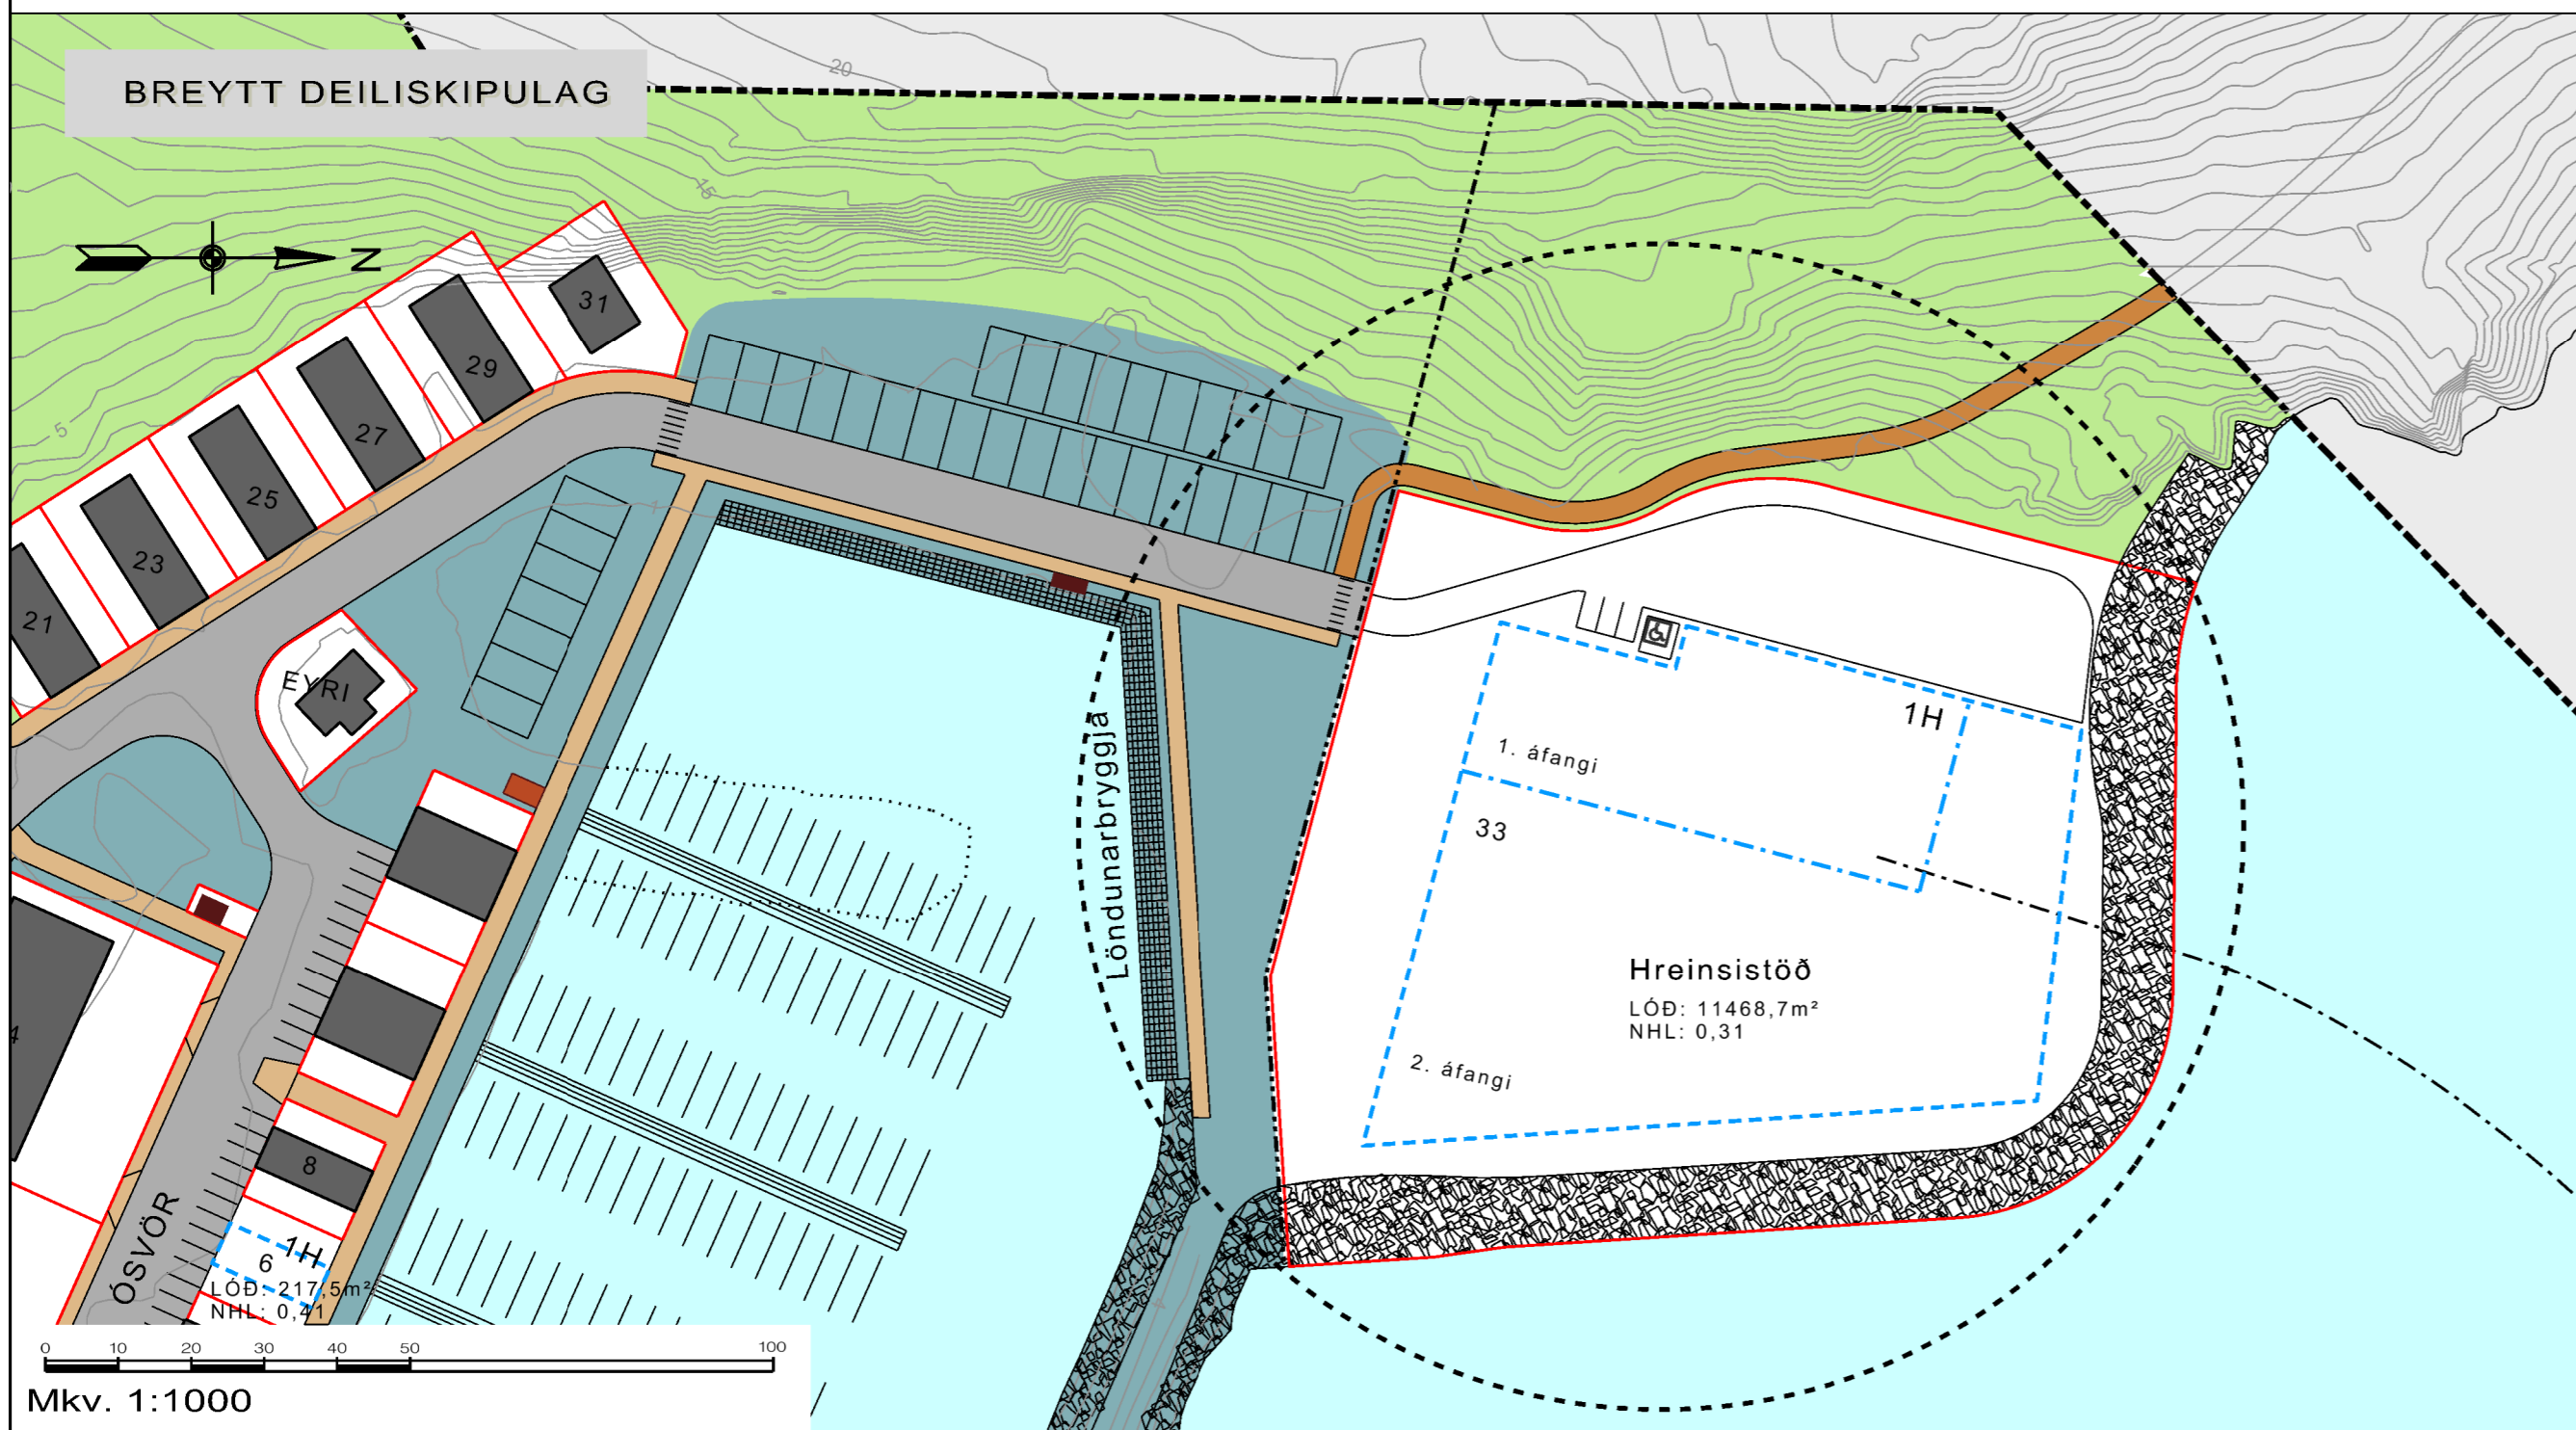 BREYTT DEILISKIPULAG
20
15
5
N
31
29
27
25
23
21
1
EYRI
4
8
ÓSVÖR
1H
6
LÓÐ: 217,5m²
NHL: 0,41
Löndunarbryggja
1H
1. áfangi
33
Hreinsistöð
LÓÐ: 11468,7m²
NHL: 0,31
2. áfangi
0 10 20 30 40 50 100
Mkv. 1:1000